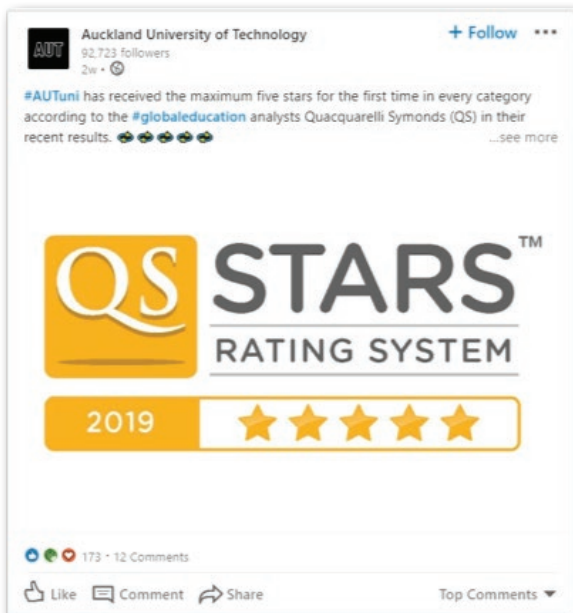 AUT
Auckland University of Technology
+ Follow
92,723 followers
2w •
#AUTuni has received the maximum five stars for the first time in every category
according to the #globaleducation analysts Quacquarelli Symonds (QS) in their
recent results.
...see more
QS STARS™
RATING SYSTEM
2019
173 • 12 Comments
Like Comment Share Top Comments